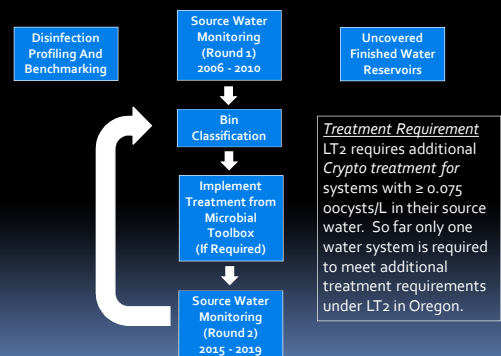 Disinfection
Profiling And
Benchmarking
Source Water
Monitoring
(Round 1)
2006 - 2010
Uncovered
Finished Water
Reservoirs
Bin
Classification
Implement
Treatment from
Microbial
Toolbox
(If Required)
Source Water
Monitoring
(Round 2)
2015 - 2019
Treatment Requirement
LT2 requires additional
Crypto treatment for
systems with ≥ 0.075
oocysts/L in their source
water.  So far only one
water system is required
to meet additional
treatment requirements
under LT2 in Oregon.